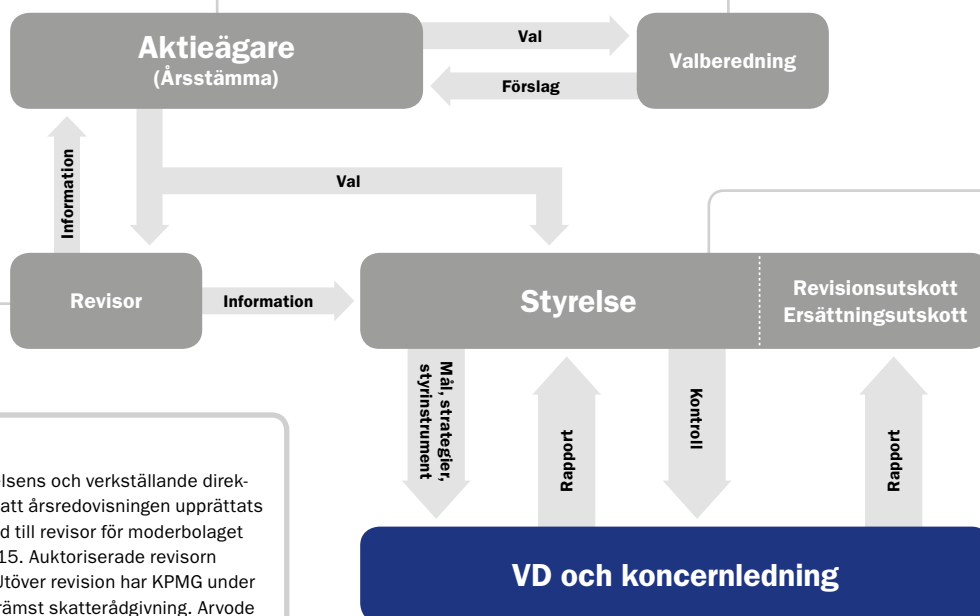 Aktieägare
(Årsstämma)
Val
Förslag
Valberedning
Information
Val
Revisor
Information
Styrelse
Revisionsutskott
Ersättningsutskott
Mål, strategier,
styrinstrument
Rapport
Kontroll
Rapport
VD och koncernledning
elsens och verkställande direk-
att årsredovisningen upprättats
d till revisor för moderbolaget
15. Auktoriserade revisorn
Utöver revision har KPMG under
rämst skatterådgivning. Arvode